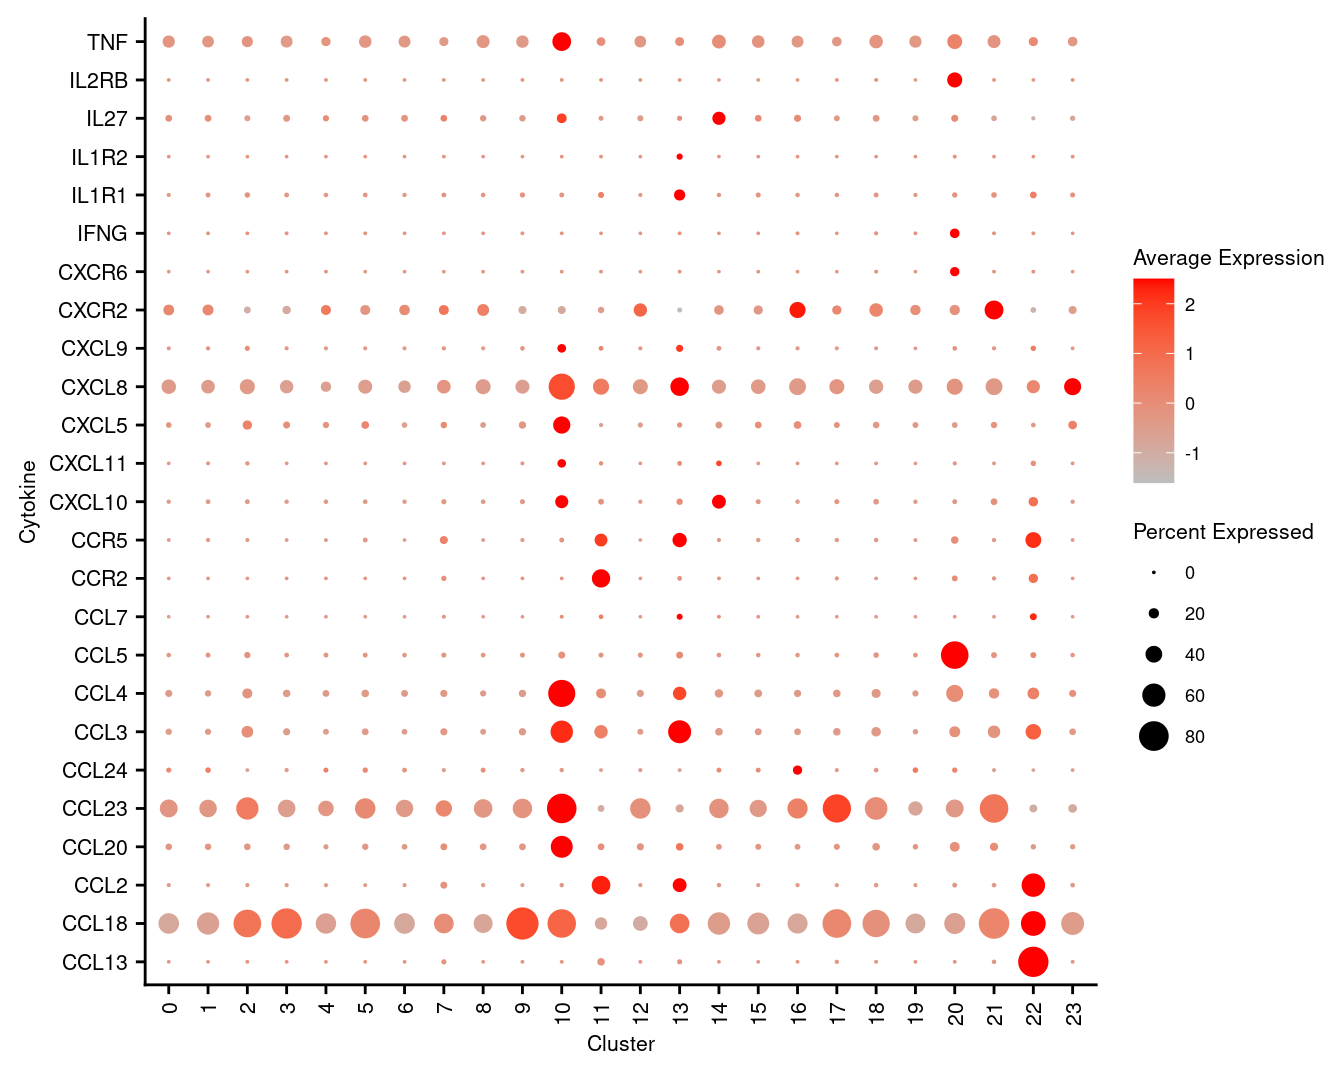 TNF
IL2RB
IL27
IL1R2
IL1R1
IFNG
CXCR6
CXCR2
CXCL9
CXCL8
CXCL5
CXCL11
CXCL10
CCR5
CCR2
CCL7
CCL5
CCL4
CCL3
CCL24
CCL23
CCL20
CCL2
CCL18
CCL13
Cytokine
0 1 2 3 4 5 6 7 8 9 10 11 12 13 14 15 16 17 18 19 20 21 22 23
Cluster
Average Expression
2
1
0
-1
Percent Expressed
0
20
40
60
80